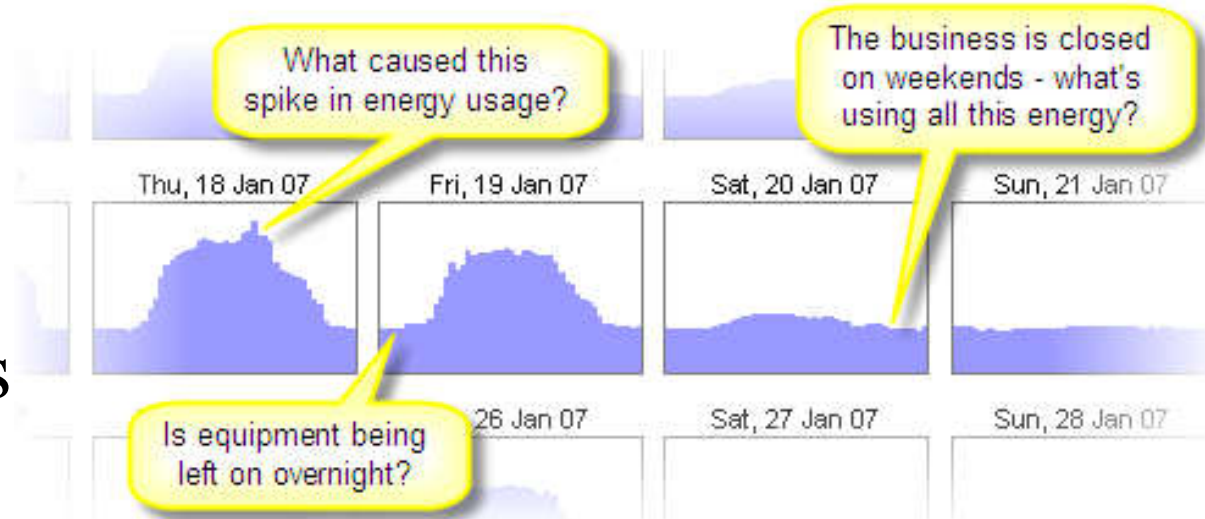 What caused this
spike in energy usage?
The business is closed
on weekends - what's
using all this energy?
Thu, 18 Jan 07
Fri, 19 Jan 07
Sat, 20 Jan 07
Sun, 21 Jan 07
s
Is equipment being
left on overnight?
26 Jan 07
Sat, 27 Jan 07
Sun, 28 Jan 07